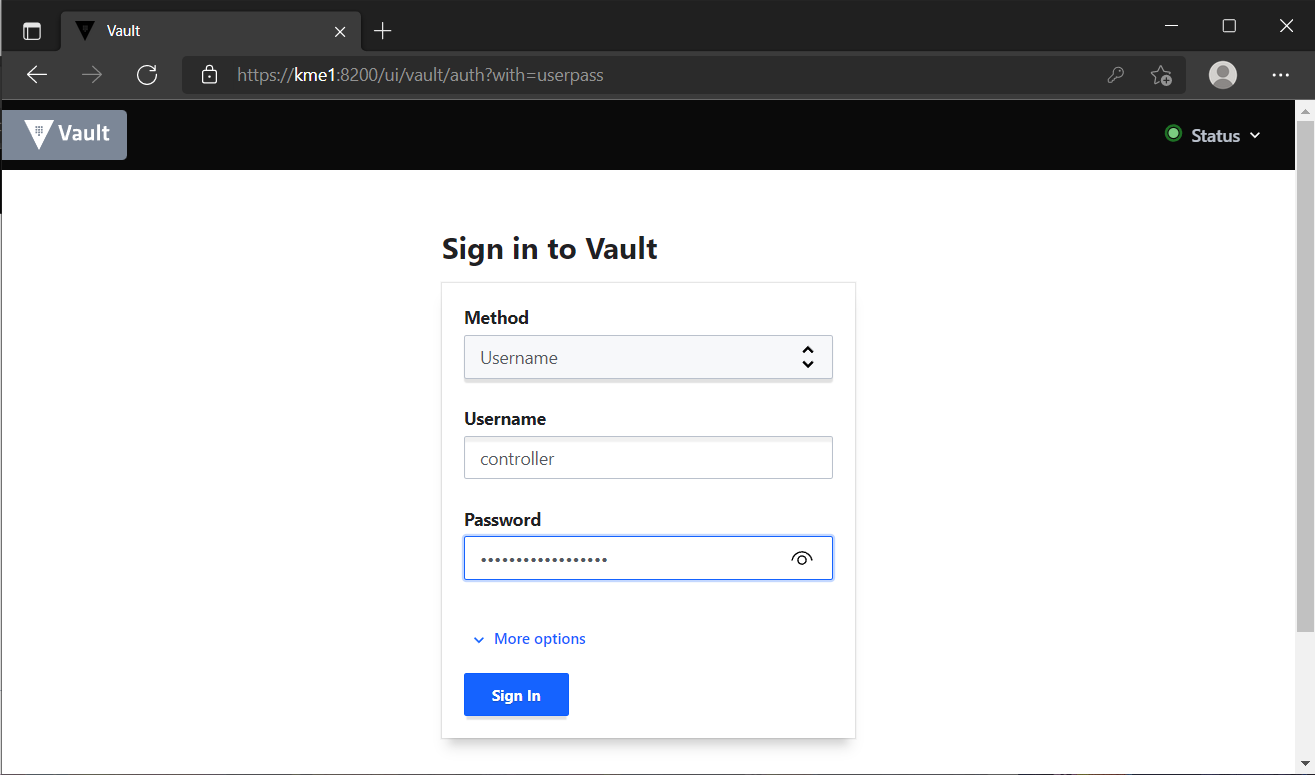 Vault
https://kme1:8200/ui/vault/auth?with=userpass
Vault
Status
Sign in to Vault
Method
Username
Username
controller
Password
••••••••••••••••••
More options
Sign In